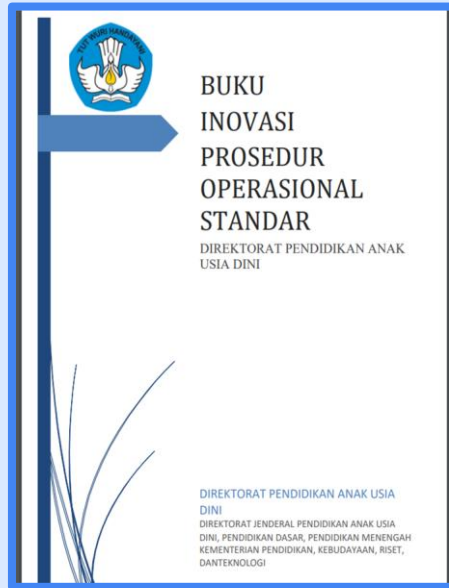 TUT WURI HANDAYANI
BUKU
INOVASI
PROSEDUR
OPERASIONAL
STANDAR
DIREKTORAT PENDIDIKAN ANAK
USIA DINI
DIREKTORAT PENDIDIKAN ANAK USIA
DINI
DIREKTORAT JENDERAL PENDIDIKAN ANAK USIA
DINI, PENDIDIKAN DASAR, PENDIDIKAN MENENGAH
KEMENTERIAN PENDIDIKAN, KEBUDAYAAN, RISET,
DANTEKNOLOGI